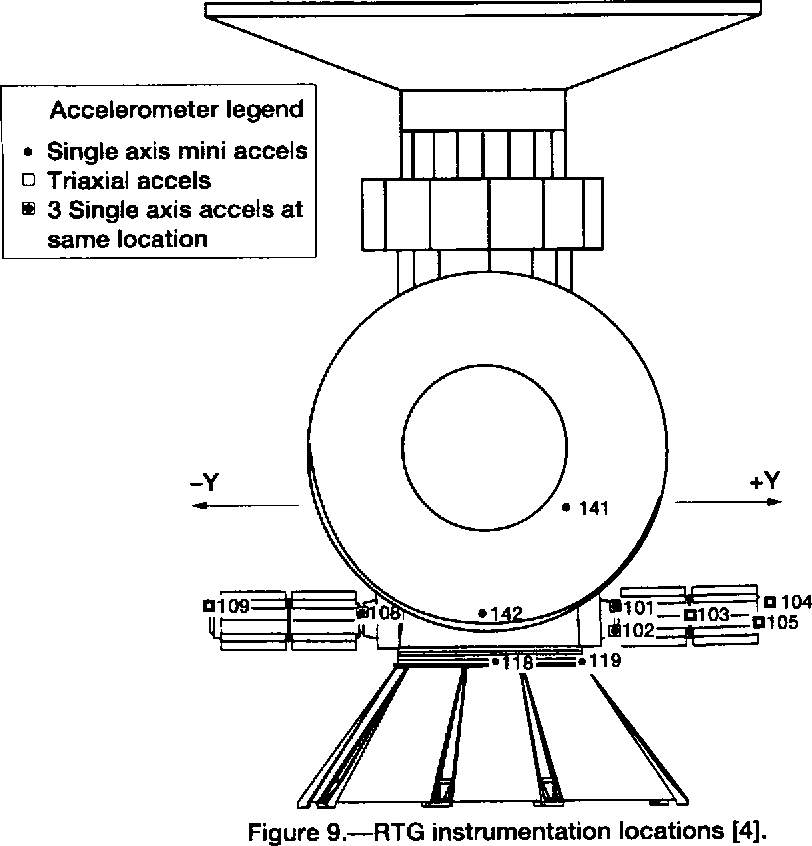 Accelerometer legend
• Single axis mini accels
□ Triaxial accels
▣ 3 Single axis accels at
same location
–Y
+Y
141
109
108
142
101
103
104
102
105
118
119
Figure 9.—RTG instrumentation locations [4].